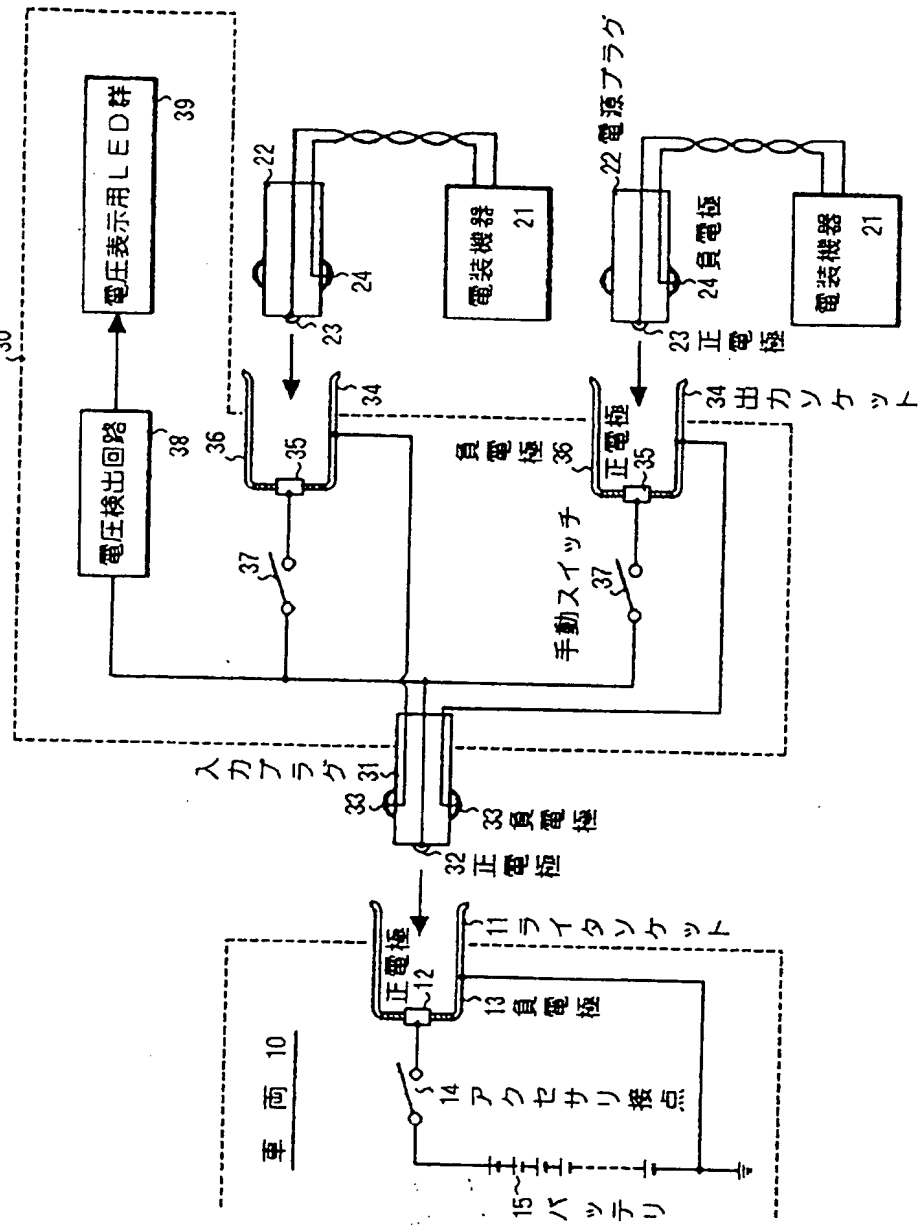 30
電圧検出回路
38
電圧表示用LED群
39
37
36
35
34
23
22
24
電装機器
21
手動スイッチ
37
負電極
36
正電極
35
34 出力ソケット
23 正電極
22 電源プラグ
24 負電極
電装機器
21
入力プラグ 31
33
33 負電極
32 正電極
車両 10
正電極
12
11 ライタソケット
13 負電極
14 アクセサリ接点
15 バッテリ